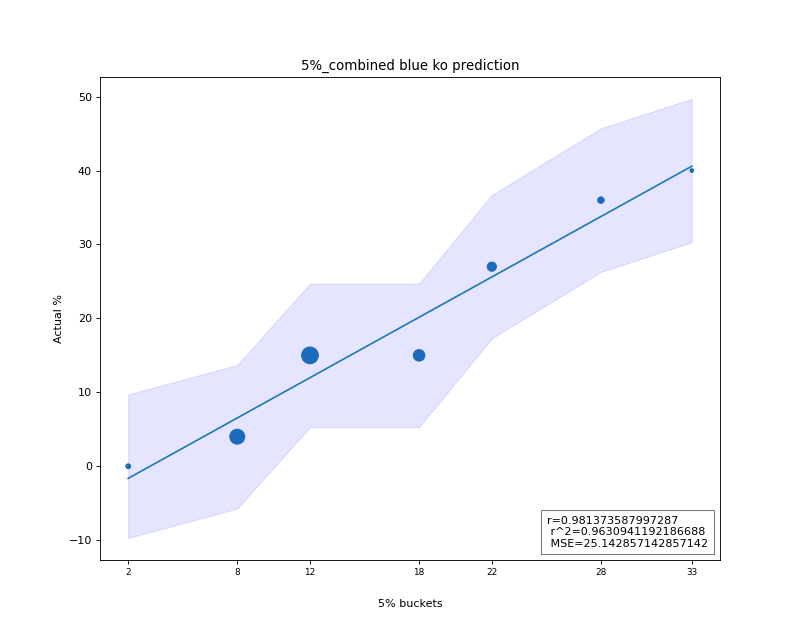 5%_combined blue ko prediction
50
40
30
20
10
0
−10
Actual %
r=0.981373587997287
r^2=0.9630941192186688
MSE=25.142857142857142
2 8 12 18 22 28 33
5% buckets